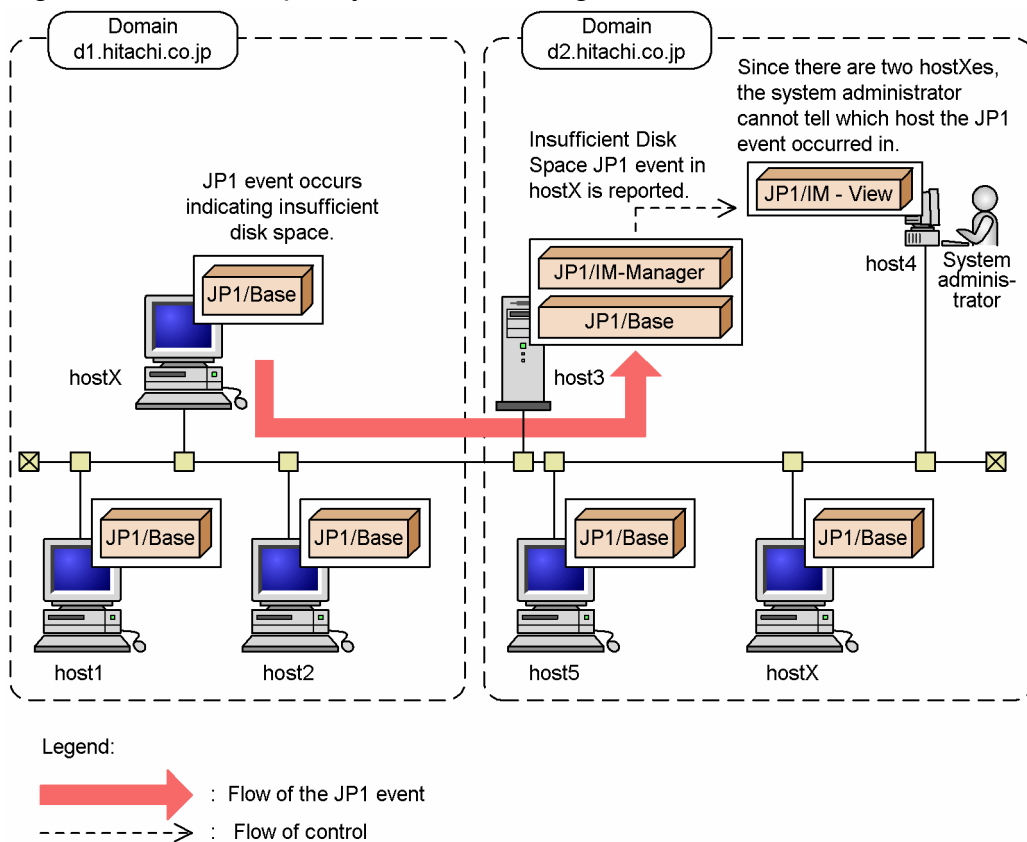 Domain
d1.hitachi.co.jp
Domain
d2.hitachi.co.jp
Since there are two hostXes,
the system administrator
cannot tell which host the JP1
event occurred in.
Insufficient Disk
Space JP1 event in
hostX is reported.
JP1 event occurs
indicating insufficient
disk space.
JP1/IM - View
JP1/Base
JP1/IM-Manager
JP1/Base
host4
System
adminis-
trator
hostX
host3
JP1/Base
JP1/Base
JP1/Base
JP1/Base
host1
host2
host5
hostX
Legend:
: Flow of the JP1 event
: Flow of control